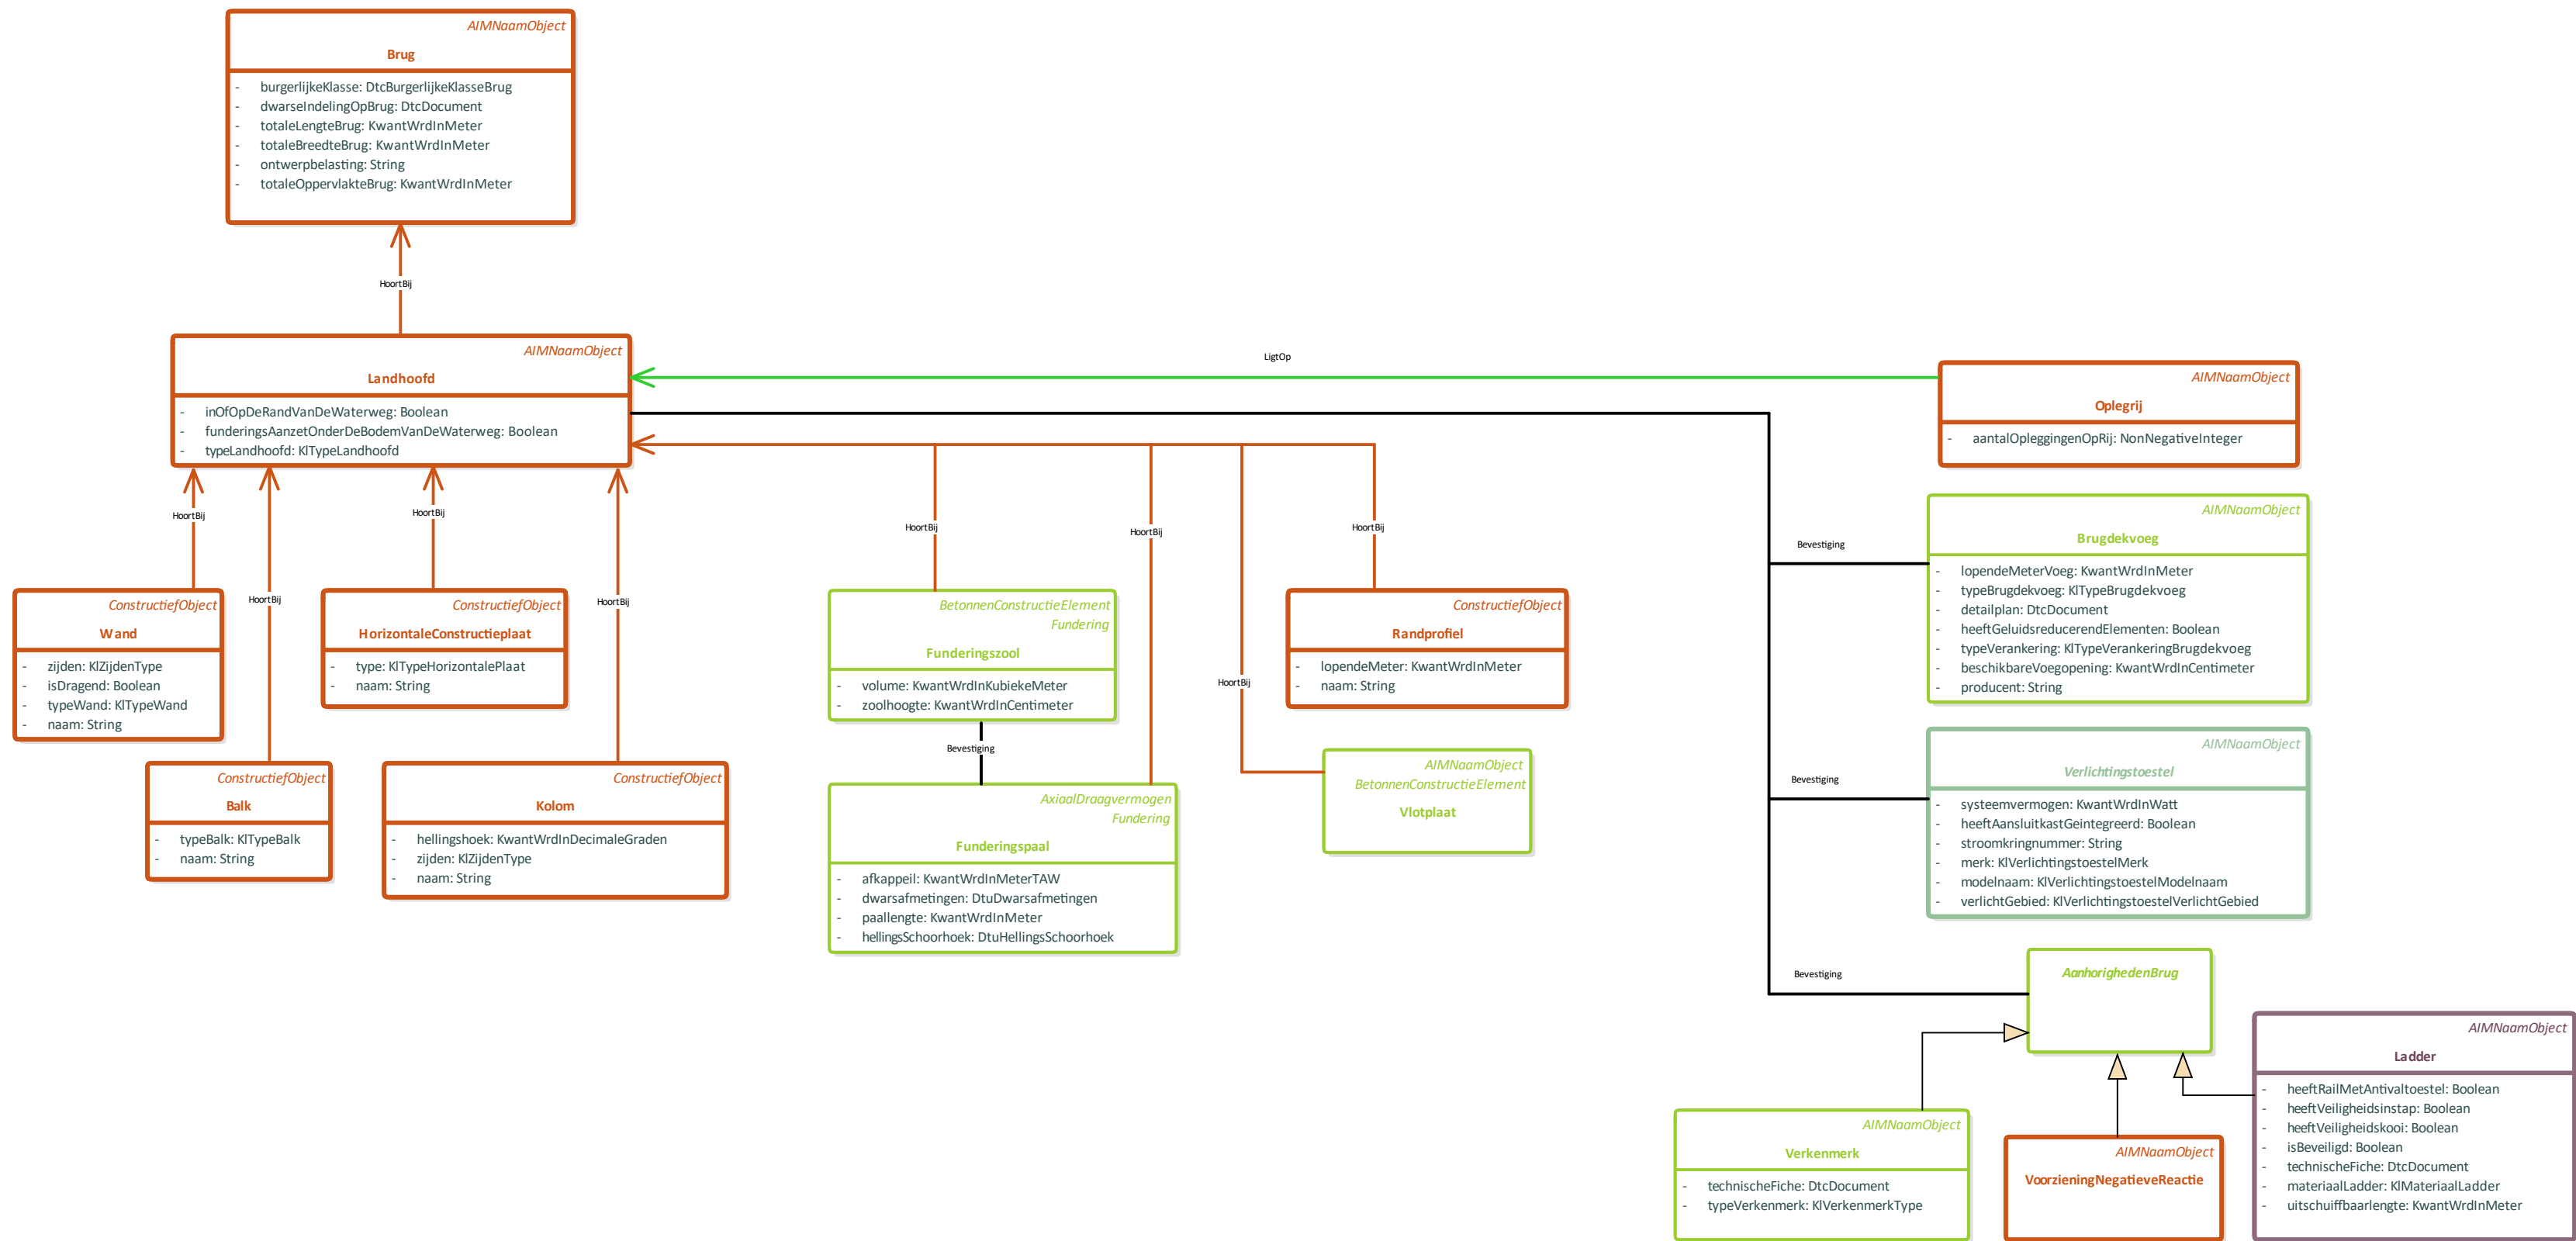 AIMNaamObject
Brug
- burgerlijkeKlasse: DtcBurgerlijkeKlasseBrug
- dwarseIndelingOpBrug: DtcDocument
- totaleLengteBrug: KwantWrdInMeter
- totaleBreedteBrug: KwantWrdInMeter
- ontwerpbelasting: String
- totaleOppervlakteBrug: KwantWrdInMeter
HoortBij
AIMNaamObject
Landhoofd
- inOfOpDeRandVanDeWaterweg: Boolean
- funderingsAanzetOnderDeBodemVanDeWaterweg: Boolean
- typeLandhoofd: KlTypeLandhoofd
LigtOp
AIMNaamObject
Oplegrij
- aantalOpleggingenOpRij: NonNegativeInteger
HoortBij
HoortBij
HoortBij
HoortBij
HoortBij
HoortBij
HoortBij
HoortBij
ConstructiefObject
Wand
- zijden: KlZijdenType
- isDragend: Boolean
- typeWand: KlTypeWand
- naam: String
ConstructiefObject
HorizontaleConstructieplaat
- type: KlTypeHorizontalePlaat
- naam: String
ConstructiefObject
Balk
- typeBalk: KlTypeBalk
- naam: String
ConstructiefObject
Kolom
- hellingshoek: KwantWrdInDecimaleGraden
- zijden: KlZijdenType
- naam: String
BetonnenConstructieElement
Fundering
Funderingszool
- volume: KwantWrdInKubiekeMeter
- zoolhoogte: KwantWrdInCentimeter
Bevestiging
AxiaalDraagvermogen
Fundering
Funderingspaal
- afkappeil: KwantWrdInMeterTAW
- dwarsafmetingen: DtuDwarsafmetingen
- paallengte: KwantWrdInMeter
- hellingsSchoorhoek: DtuHellingsSchoorhoek
ConstructiefObject
Randprofiel
- lopendeMeter: KwantWrdInMeter
- naam: String
AIMNaamObject
BetonnenConstructieElement
Vlotplaat
Bevestiging
AIMNaamObject
Brugdekvoeg
- lopendeMeterVoeg: KwantWrdInMeter
- typeBrugdekvoeg: KlTypeBrugdekvoeg
- detailplan: DtcDocument
- heeftGeluidsreducerendElementen: Boolean
- typeVerankering: KlTypeVerankeringBrugdekvoeg
- beschikbareVoegopening: KwantWrdInCentimeter
- producent: String
Bevestiging
AIMNaamObject
Verlichtingstoestel
- systeemvermogen: KwantWrdInWatt
- heeftAansluitkastGeintegreerd: Boolean
- stroomkringnummer: String
- merk: KlVerlichtingstoestelMerk
- modelnaam: KlVerlichtingstoestelModelnaam
- verlichtGebied: KlVerlichtingstoestelVerlichtGebied
Bevestiging
AanhorighedenBrug
AIMNaamObject
Verkenmerk
- technischeFiche: DtcDocument
- typeVerkenmerk: KlVerkenmerkType
AIMNaamObject
VoorzieningNegatieveReactie
AIMNaamObject
Ladder
- heeftRailMetAntivaltoestel: Boolean
- heeftVeiligheidsinstap: Boolean
- heeftVeiligheidskooi: Boolean
- isBeveiligd: Boolean
- technischeFiche: DtcDocument
- materiaalLadder: KlMateriaalLadder
- uitschuiffbaarlengte: KwantWrdInMeter